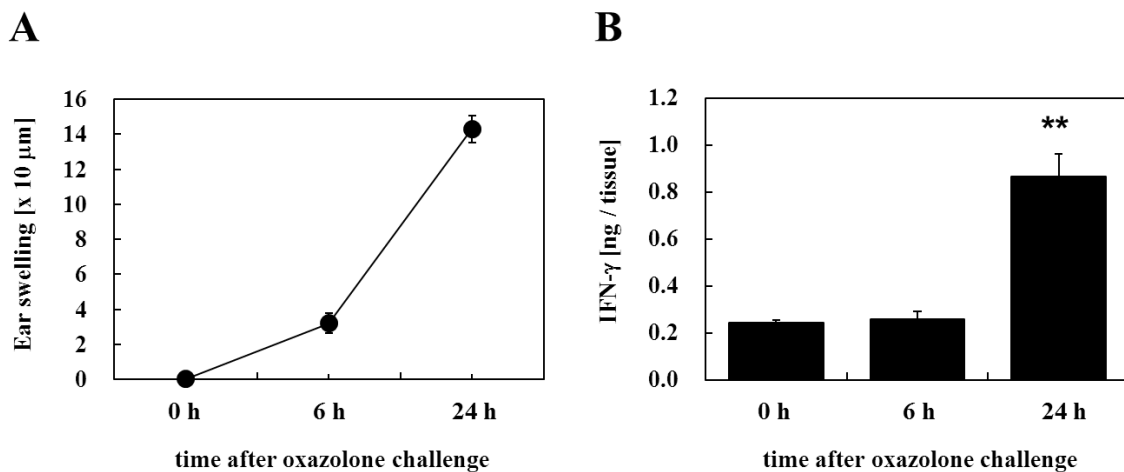 A
Ear swelling [x 10 µm]
16
14
12
10
8
6
4
2
0
0 h 6 h 24 h
time after oxazolone challenge
B
IFN-γ [ng / tissue]
1.2
1.0
0.8
0.6
0.4
0.2
0.0
**
0 h 6 h 24 h
time after oxazolone challenge